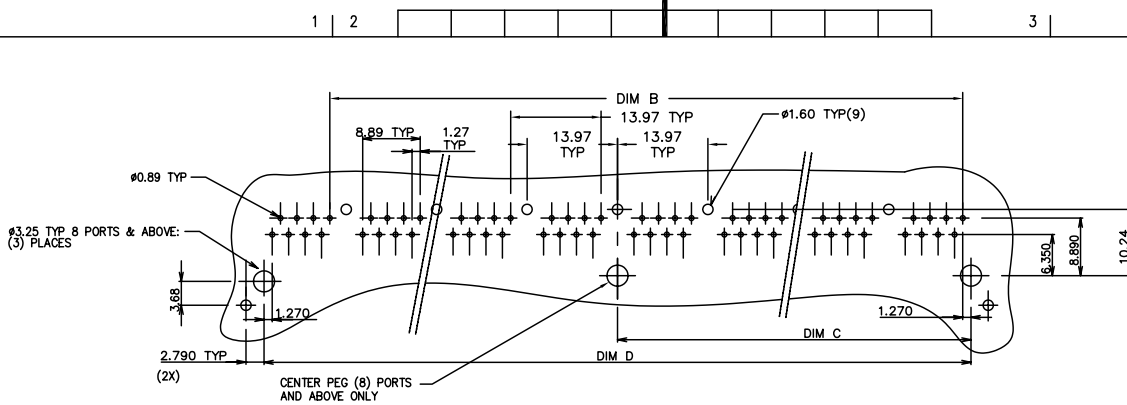 1 2 3
DIM B
13.97 TYP
ø1.60 TYP(9)
8.89 TYP
1.27
TYP
13.97
TYP
13.97
TYP
ø0.89 TYP
ø3.25 TYP 8 PORTS & ABOVE:
(3) PLACES
6.350
8.890
10.24
3.68
1.270
1.270
DIM C
2.790 TYP
(2X)
DIM D
CENTER PEG (8) PORTS
AND ABOVE ONLY